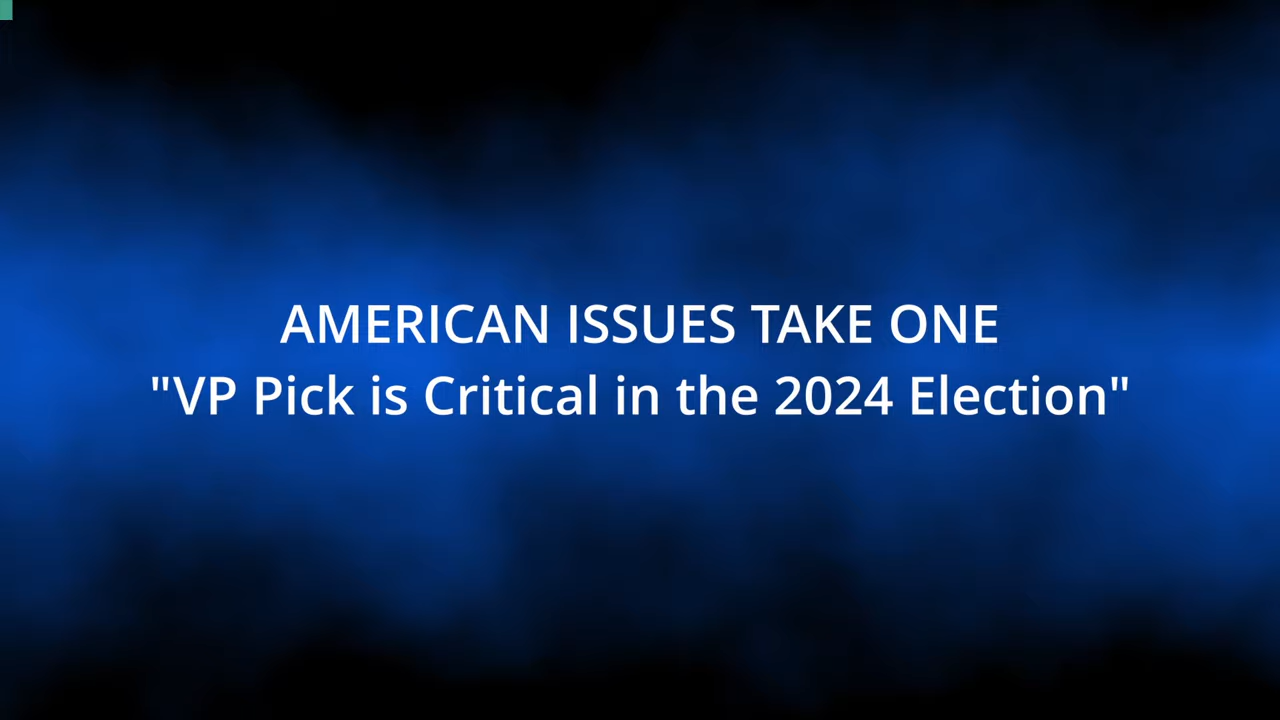 AMERICAN ISSUES TAKE ONE
"VP Pick is Critical in the 2024 Election"